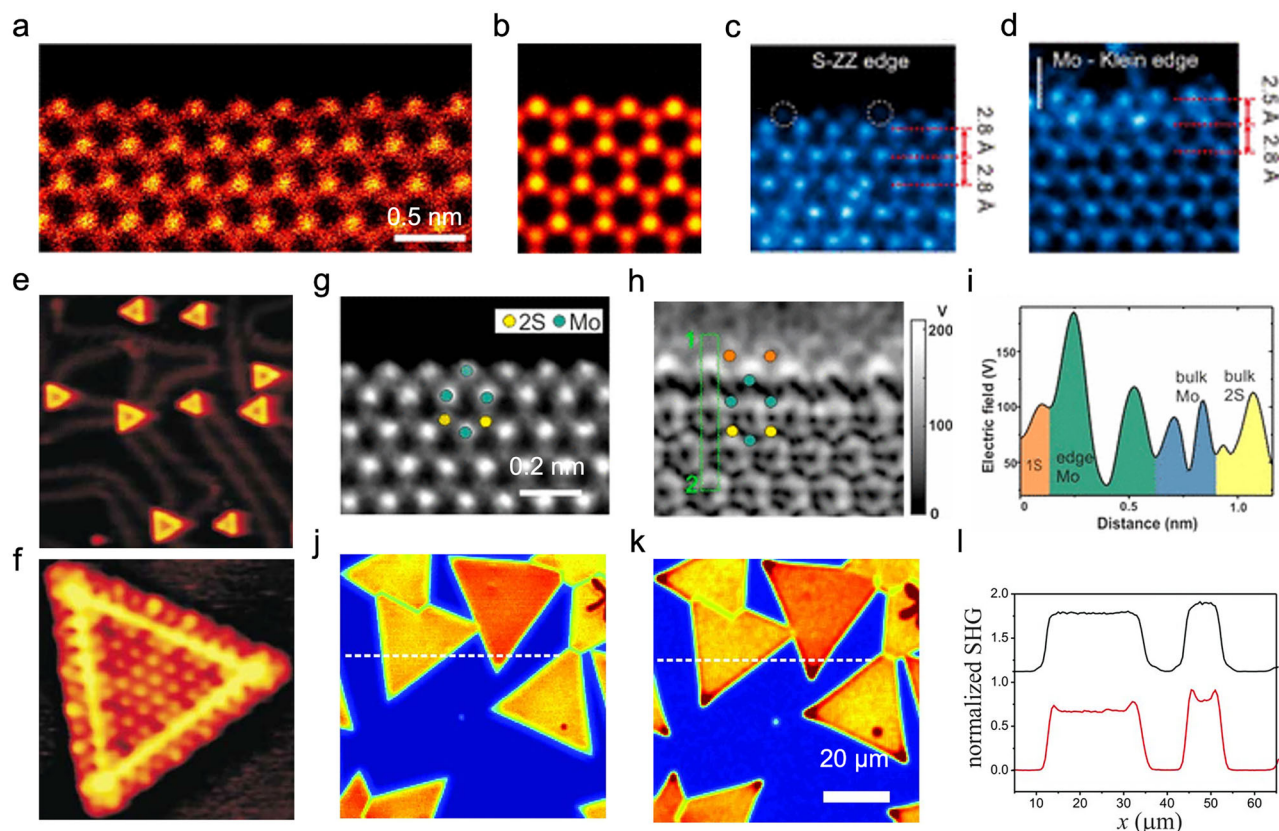 a
b
c
d
S-ZZ edge
2.8 Å
2.8 Å
Mo - Klein edge
2.5 Å
2.8 Å
0.5 nm
e
g
h
i
2S
Mo
0.2 nm
1
2
V
200
100
0
Electric field (V)
150
100
50
1S
edge
Mo
bulk
Mo
bulk
2S
0
0.5
1.0
Distance (nm)
f
j
k
l
20 µm
normalized SHG
2.0
1.5
1.0
0.5
0.0
10
20
30
40
50
60
x (µm)